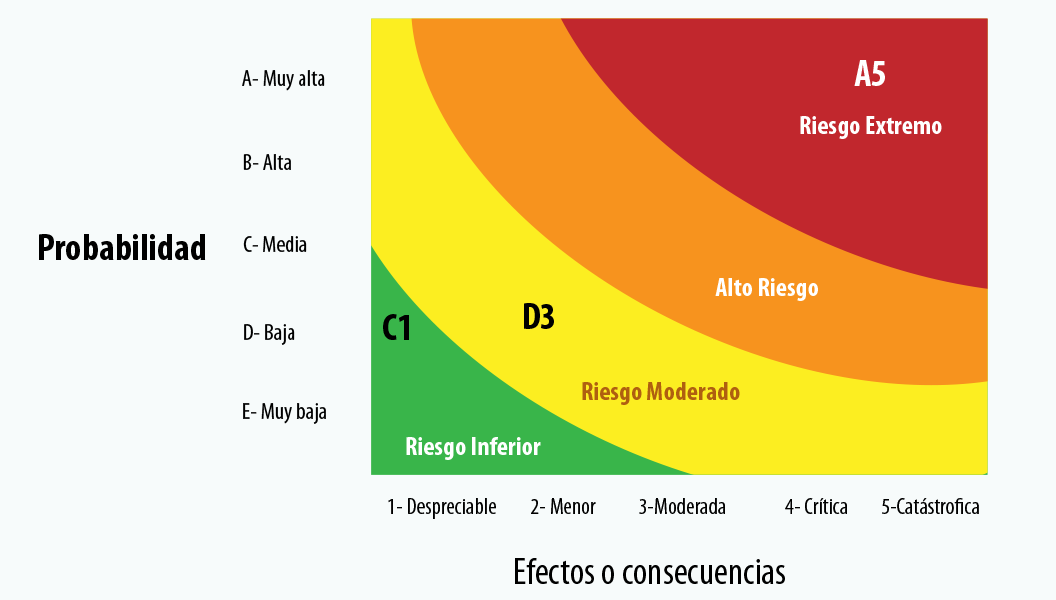 A- Muy alta
A5
Riesgo Extremo
B- Alta
Probabilidad
C- Media
Alto Riesgo
D3
C1
D- Baja
Riesgo Moderado
E- Muy baja
Riesgo Inferior
1- Despreciable 2- Menor 3-Moderada 4- Crítica 5-Catástrofica
Efectos o consecuencias